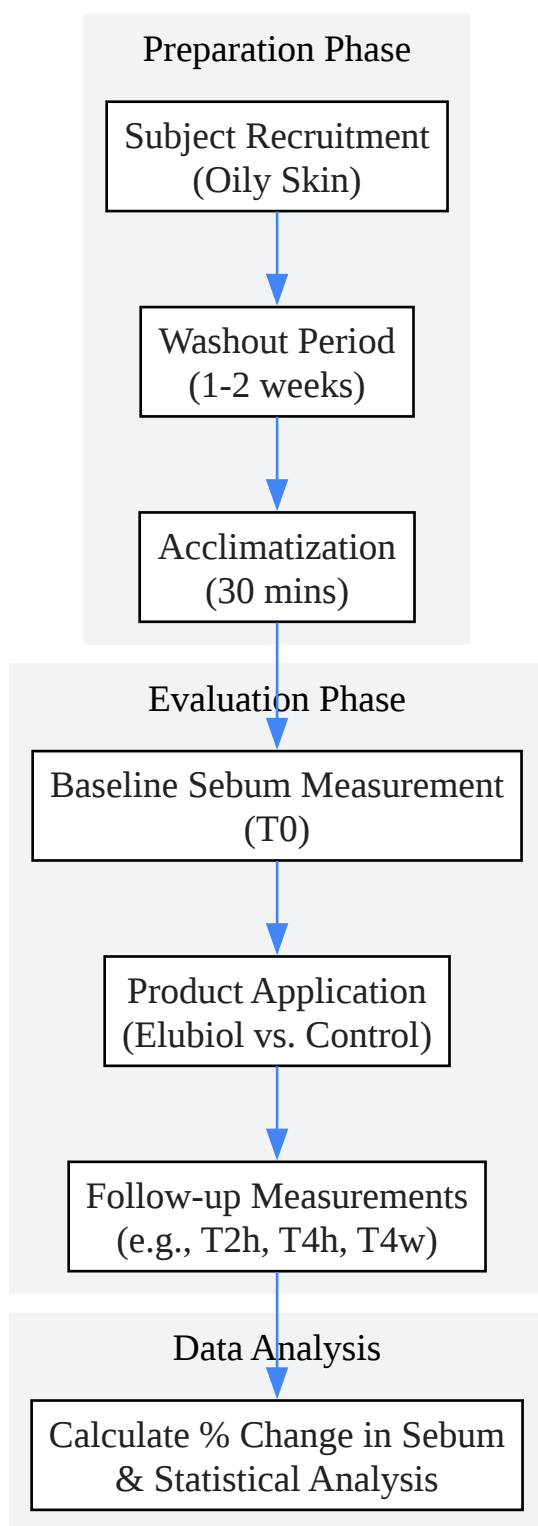 Preparation Phase
Subject Recruitment
(Oily Skin)
Washout Period
(1-2 weeks)
Acclimatization
(30 mins)
Evaluation Phase
Baseline Sebum Measurement
(T0)
Product Application
(Elubiol vs. Control)
Follow-up Measurements
(e.g., T2h, T4h, T4w)
Data Analysis
Calculate % Change in Sebum
& Statistical Analysis